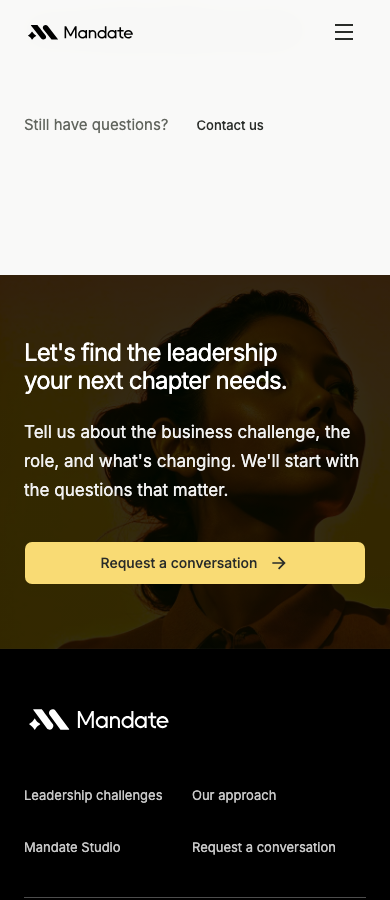 Mandate
Still have questions? Contact us
Let's find the leadership
your next chapter needs.
Tell us about the business challenge, the
role, and what's changing. We'll start with
the questions that matter.
Request a conversation
Mandate
Leadership challenges Our approach
Mandate Studio Request a conversation